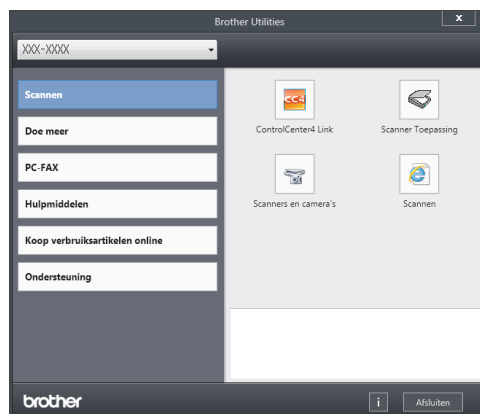 Brother Utilities
X
XXX-XXXX
Scannen
Doe meer
PC-FAX
Hulpmiddelen
Koop verbruiksartikelen online
Ondersteuning
CC4
ControlCenter4 Link
Scanner Toepassing
Scanners en camera's
Scannen
brother
i
Afsluiten